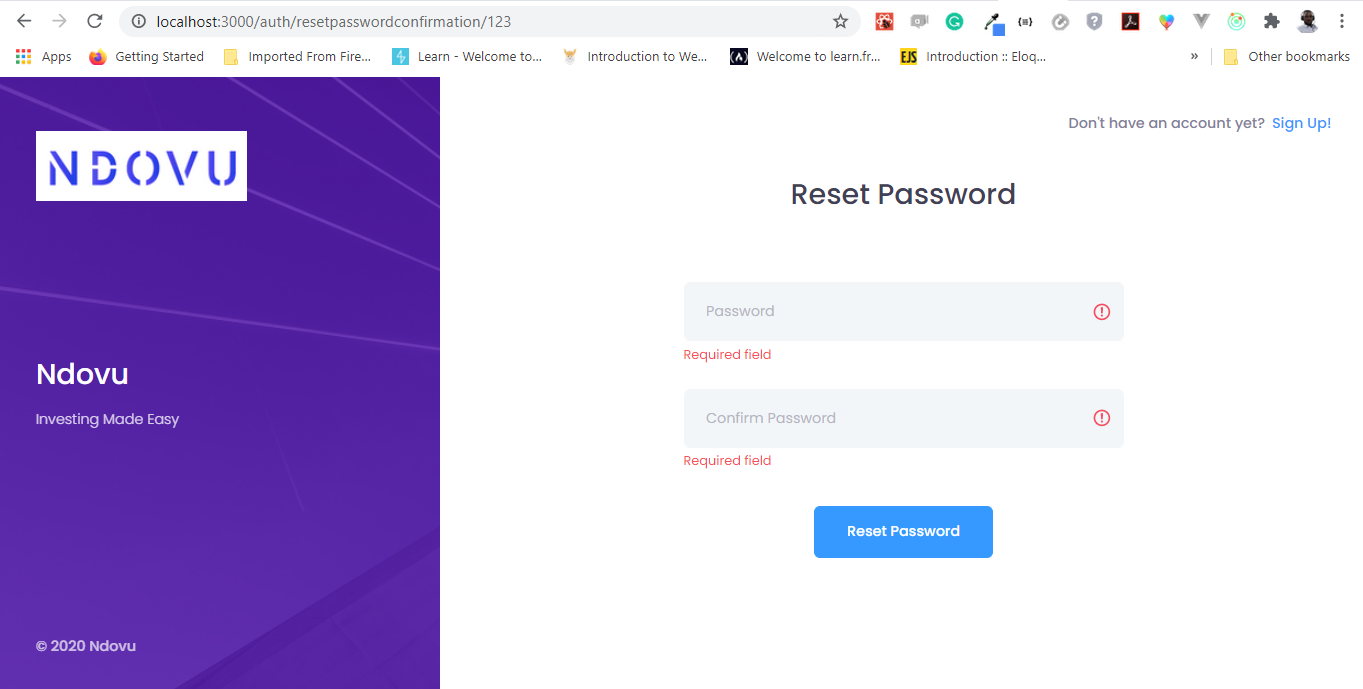 localhost:3000/auth/resetpasswordconfirmation/123
Apps
Getting Started
Imported From Fire...
Learn - Welcome to...
Introduction to We...
Welcome to learn.fr...
EJS
Introduction :: Eloq...
»
Other bookmarks
NDOVU
Ndovu
Investing Made Easy
© 2020 Ndovu
Don't have an account yet? Sign Up!
Reset Password
Password
Required field
Confirm Password
Required field
Reset Password